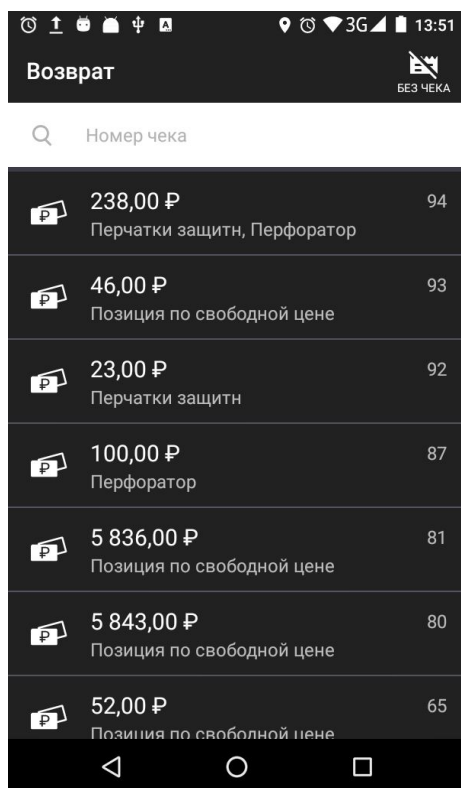 3G 13:51
Возврат
БЕЗ ЧЕКА
Номер чека
238,00 ₽ 94
Перчатки защитн, Перфоратор
46,00 ₽ 93
Позиция по свободной цене
23,00 ₽ 92
Перчатки защитн
100,00 ₽ 87
Перфоратор
5 836,00 ₽ 81
Позиция по свободной цене
5 843,00 ₽ 80
Позиция по свободной цене
52,00 ₽ 65
Позиция по свободной цене